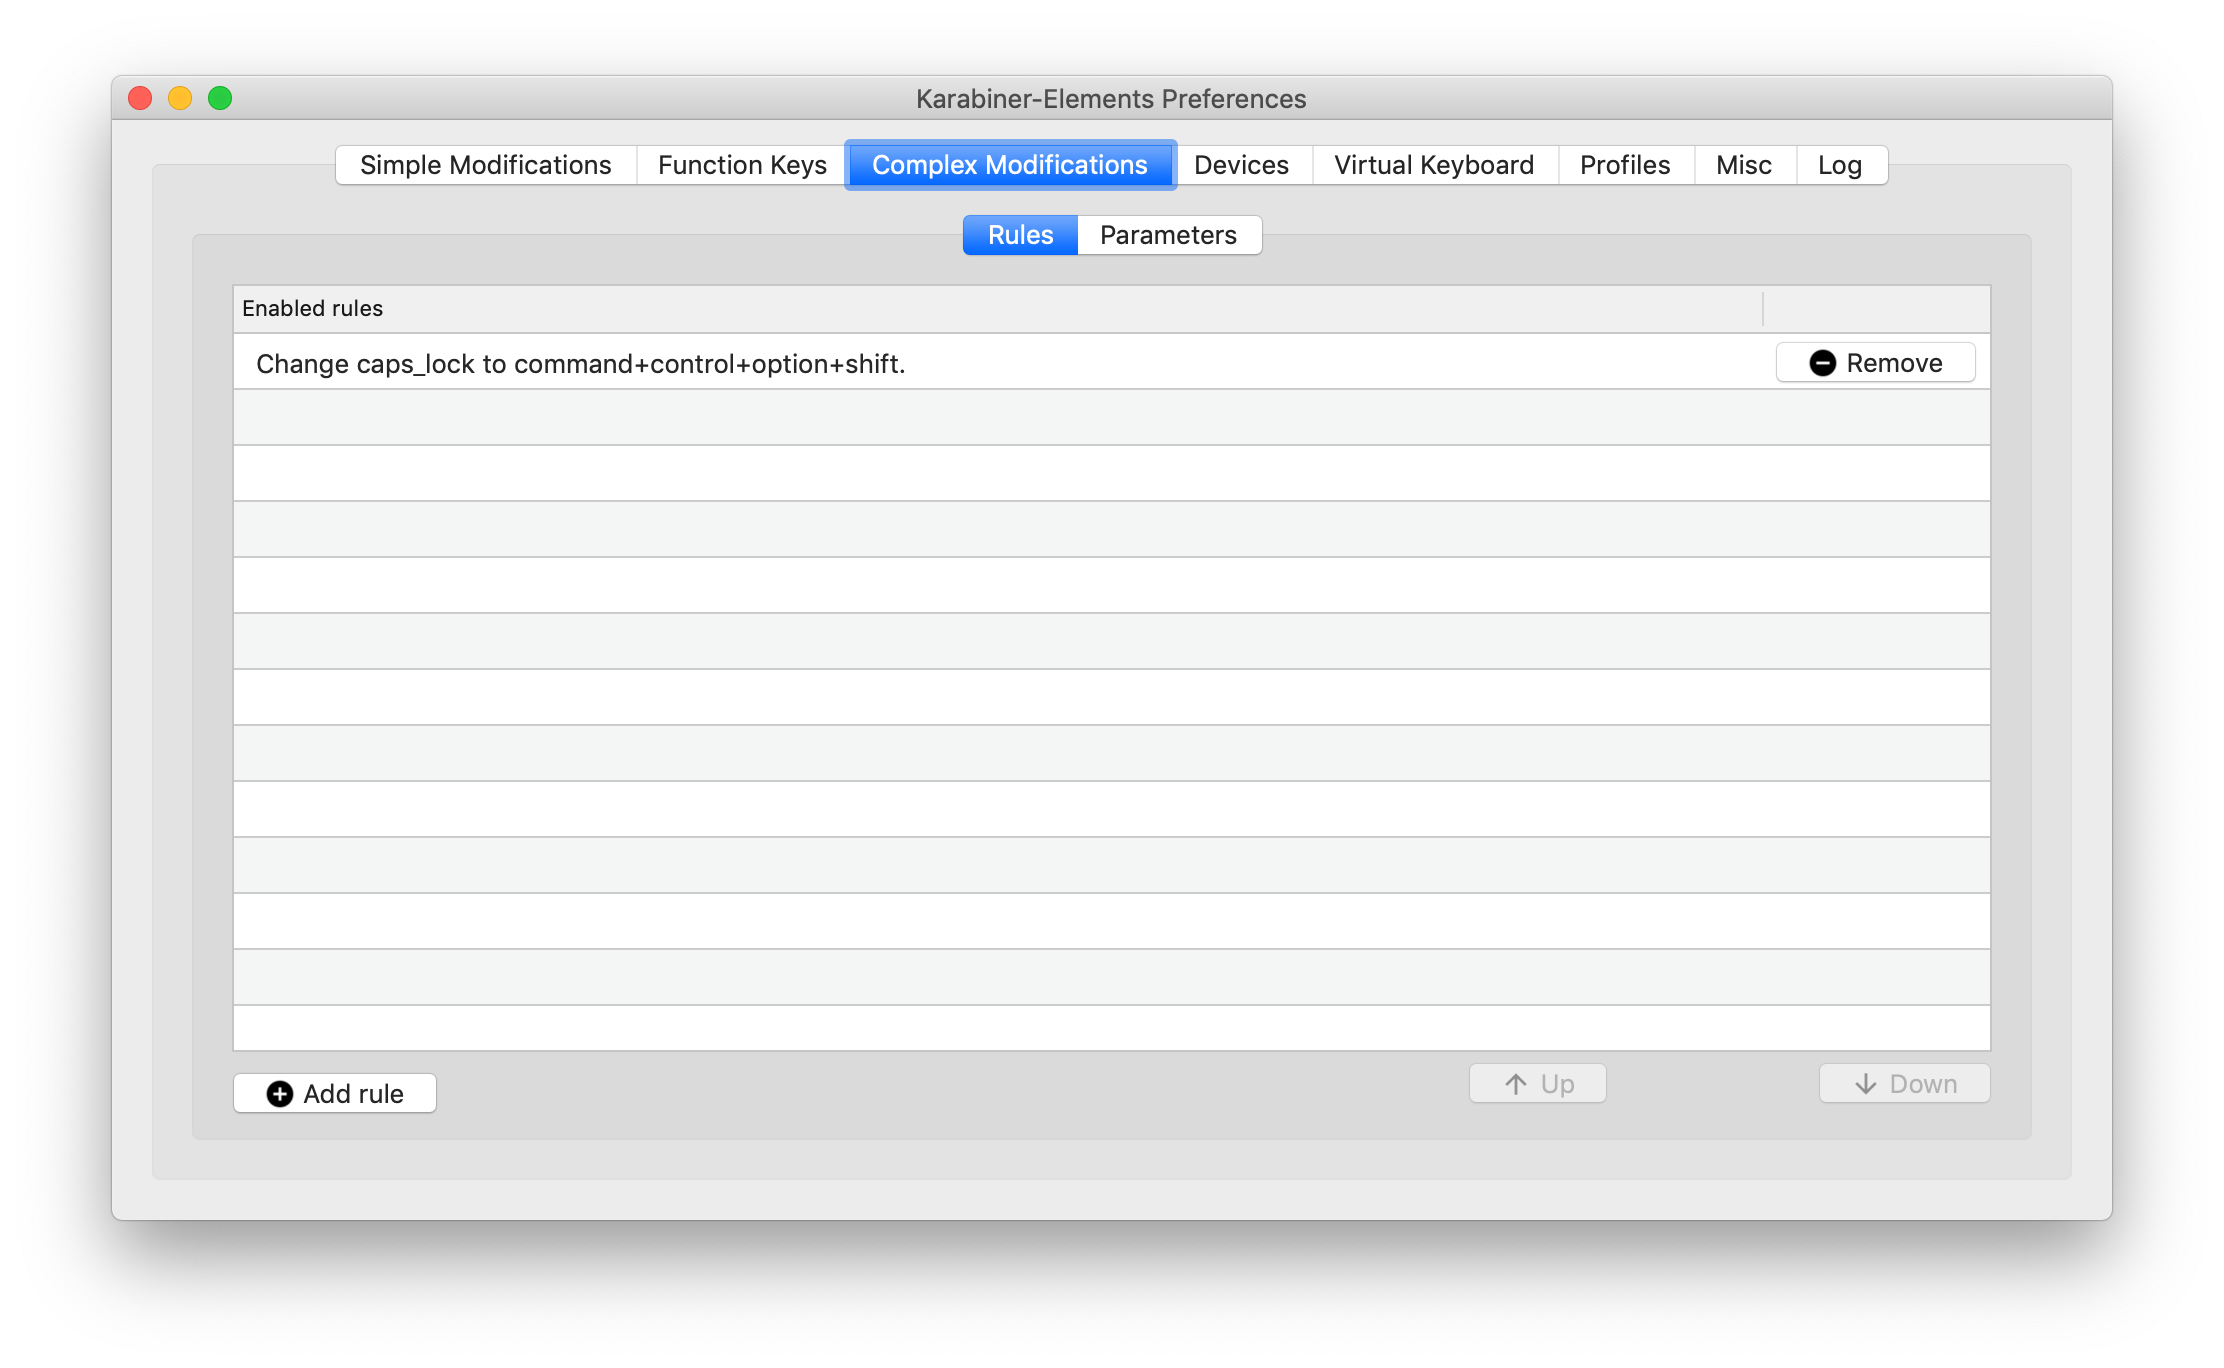 Karabiner-Elements Preferences
Simple Modifications Function Keys Complex Modifications Devices Virtual Keyboard Profiles Misc Log
Rules Parameters
Enabled rules
Change caps_lock to command+control+option+shift. Remove
Add rule Up Down